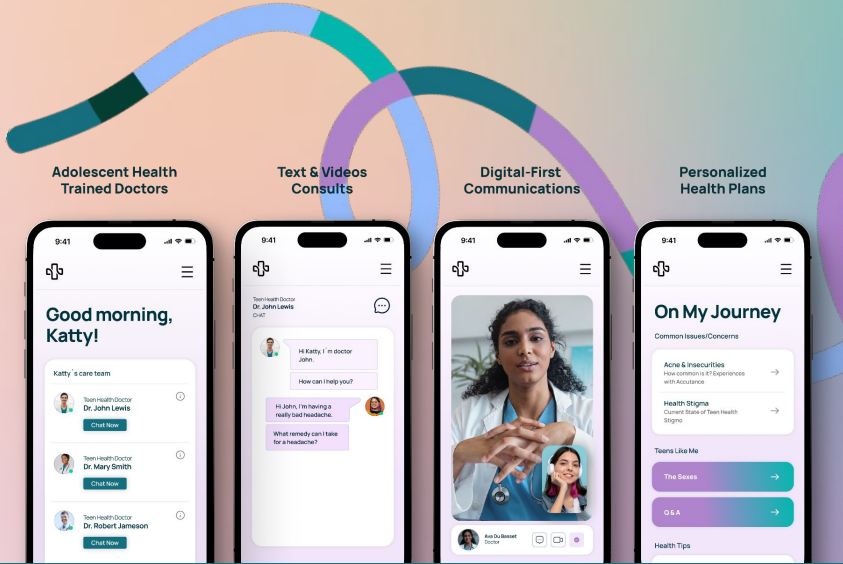 Adolescent Health
Trained Doctors
Text & Videos
Consults
Digital-First
Communications
Personalized
Health Plans
9:41
Good morning,
Katty!
Katty´s care team
Teen Health Doctor
Dr. John Lewis
Chat Now
Teen Health Doctor
Dr. Mary Smith
Chat Now
Teen Health Doctor
Dr. Robert Jameson
Chat Now
9:41
Teen Health Doctor
Dr. John Lewis
CHAT
Hi Katty, I´m doctor
John.
How can I help you?
Hi John, I'm having a
really bad headache.
What remedy can I take
for a headache?
9:41
Ava Du Basset
Doctor
9:41
On My Journey
Common Issues/Concerns
Acne & Insecurities
How common is it? Experiences
with Accutance
Health Stigma
Current State of Teen Health
Stigma
Teens Like Me
The Sexes
Q & A
Health Tips